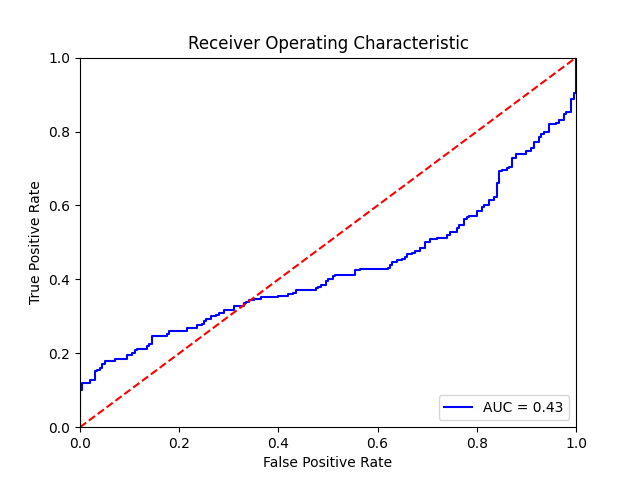 Receiver Operating Characteristic
1.0
0.8
0.6
0.4
0.2
0.0
True Positive Rate
AUC = 0.43
0.0 0.2 0.4 0.6 0.8 1.0
False Positive Rate